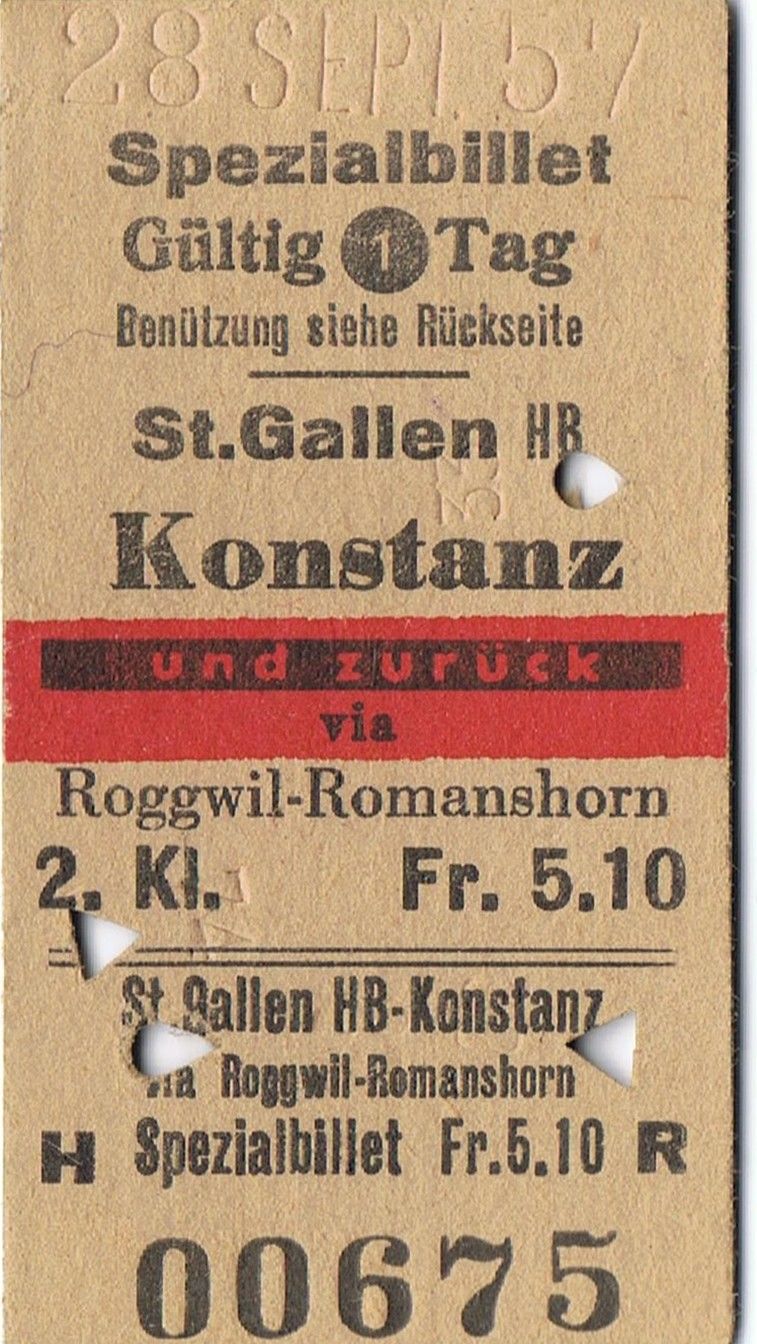 28 SEPT. 57
Spezialbillet
Gültig 1 Tag
Benützung siehe Rückseite
St.Gallen HB
Konstanz
und zurück
via
Roggwil-Romanshorn
2. Kl. Fr. 5.10
St.Gallen HB-Konstanz
via Roggwil-Romanshorn
H Spezialbillet Fr.5.10 R
00675